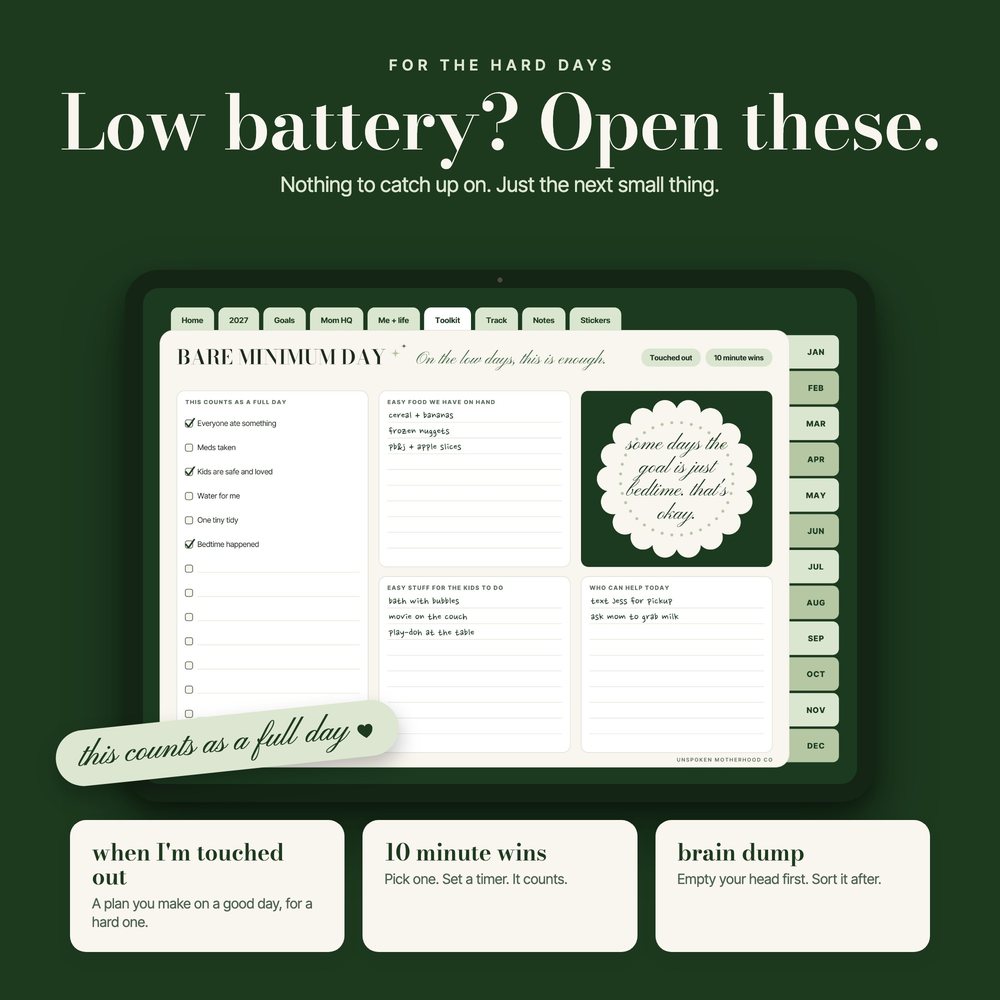 FOR THE HARD DAYS
Low battery? Open these.
Nothing to catch up on. Just the next small thing.
Home
2027
Goals
Mom HQ
Me + life
Toolkit
Track
Notes
Stickers
BARE MINIMUM DAY
On the low days, this is enough.
Touched out
10 minute wins
THIS COUNTS AS A FULL DAY
Everyone ate something
Meds taken
Kids are safe and loved
Water for me
One tiny tidy
Bedtime happened
EASY FOOD WE HAVE ON HAND
cereal + bananas
frozen nuggets
pb&j + apple slices
some days the
goal is just
bedtime. that's
okay.
EASY STUFF FOR THE KIDS TO DO
bath with bubbles
movie on the couch
play-doh at the table
WHO CAN HELP TODAY
text Jess for pickup
ask mom to grab milk
UNSPOKEN MOTHERHOOD CO
JAN
FEB
MAR
APR
MAY
JUN
JUL
AUG
SEP
OCT
NOV
DEC
this counts as a full day
when I'm touched
out
A plan you make on a good day, for a
hard one.
10 minute wins
Pick one. Set a timer. It counts.
brain dump
Empty your head first. Sort it after.